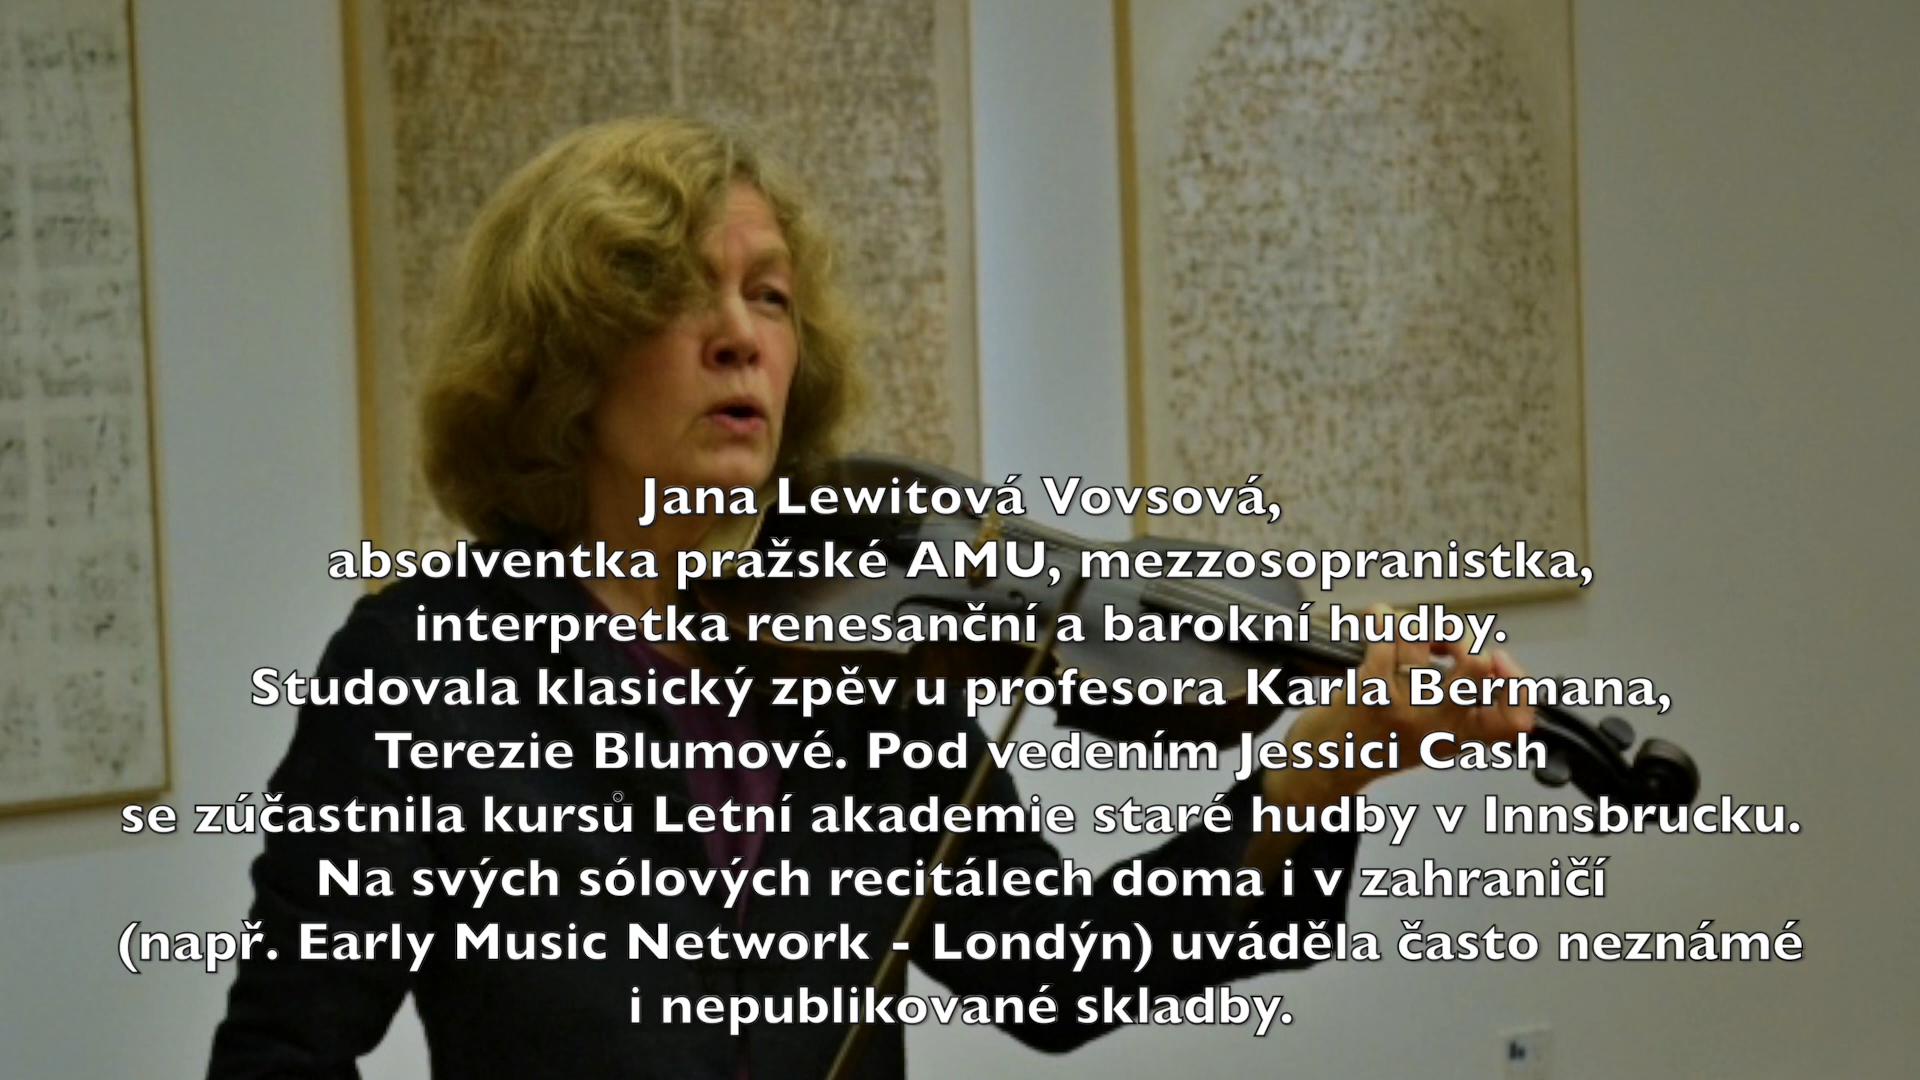 Jana Lewitová Vovsová,
absolventka pražské AMU, mezzosopranistka,
interpretka renesanční a barokní hudby.
Studovala klasický zpěv u profesora Karla Bermana,
Terezie Blumové. Pod vedením Jessici Cash
se zúčastnila kursů Letní akademie staré hudby v Innsbrucku.
Na svých sólových recitálech doma i v zahraničí
(např. Early Music Network - Londýn) uváděla často neznámé
i nepublikované skladby.